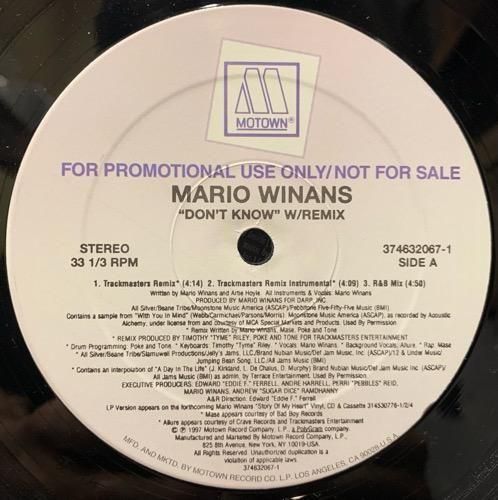 M
MOTOWN®
FOR PROMOTIONAL USE ONLY/NOT FOR SALE
MARIO WINANS
"DON'T KNOW" W/REMIX
STEREO
33 1/3 RPM
374632067-1
SIDE A
1. Trackmasters Remix* (4:14) 2. Trackmasters Remix Instrumental* (4:09) 3. R&B Mix (4:50)
Written by Mario Winans and Artie Hoyle. All Instruments & Vocals: Mario Winans
PRODUCED BY MARIO WINANS FOR DARP, INC.
All Silver/Beane Tribe/Moonstone Music America (ASCAP)/Pebbitone Five-Fifty-Five Music (BMI)
Contains a sample from "With You In Mind" (Webb/Carmichael/Parsons/Morris). Moonstone Music America (ASCAP), as recorded by Acoustic
Alchemy, under license from and courtesy of MCA Special Markets and Products. Used By Permission.
* Remix Written by Mario Winans, Mase, Poke and Tone
* REMIX PRODUCED BY TIMOTHY "TYME" RILEY, POKE AND TONE FOR TRACKMASTERS ENTERTAINMENT
* Drum Programming: Poke and Tone. * Keyboards: Timothy "Tyme" Riley. * Vocals: Mario Winans. * Background Vocals: Allure. * Rap: Mase
* All Silver/Beane Tribe/Slamuwell Productions/Jelly's Jams, LLC/Brand Nubian Music/Def Jam Music Inc. (ASCAP)/12 & Under Music/
Jumping Bean Song, LLC/All Jams Music (BMI)
* Contains an interpolation of "A Day In The Life" (J. Kirkland, L. De Chalus, D. Murphy) Brand Nubian Music/Def Jam Music Inc. (ASCAP)/
All Jams Music (BMI) as admin. by Terrace Entertainment. Used By Permission.
EXECUTIVE PRODUCERS: EDWARD "EDDIE F." FERRELL, ANDRE HARRELL, PERRI "PEBBLES" REID,
MARIO WINANS, ANDREW "SUGAR DICE" RAMDHANNY
A&R Direction: Edward "Eddie F." Ferrell
LP Version appears on the forthcoming Mario Winans "Story Of My Heart" Vinyl, CD & Cassette 314530778-1/2/4
* Mase appears courtesy of Bad Boy Records
* Allure appears courtesy of Crave Records and Trackmasters Entertainment
© ℗ 1997 Motown Record Company, L.P., a PolyGram company.
Manufactured and Marketed By Motown Record Company, L.P.
825 8th Avenue, New York, NY 10019-USA.
All Rights Reserved. Unauthorized duplication is a
violation of applicable laws.
374632067-1
MFD. AND MKTD. BY MOTOWN RECORD CO. L.P. LOS ANGELES, CA 90028-U.S.A.